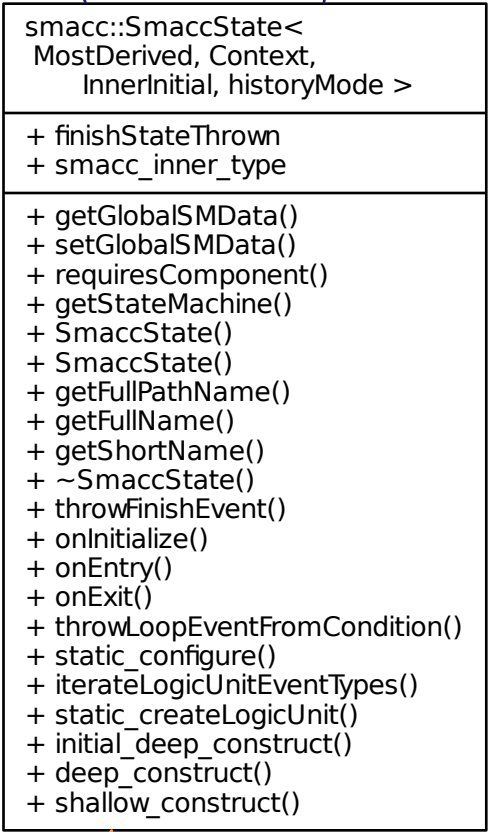 smacc::SmaccState<
MostDerived, Context,
InnerInitial, historyMode >
+ finishStateThrown
+ smacc_inner_type
+ getGlobalSMData()
+ setGlobalSMData()
+ requiresComponent()
+ getStateMachine()
+ SmaccState()
+ SmaccState()
+ getFullPathName()
+ getFullName()
+ getShortName()
+ ~SmaccState()
+ throwFinishEvent()
+ onInitialize()
+ onEntry()
+ onExit()
+ throwLoopEventFromCondition()
+ static_configure()
+ iterateLogicUnitEventTypes()
+ static_createLogicUnit()
+ initial_deep_construct()
+ deep_construct()
+ shallow_construct()